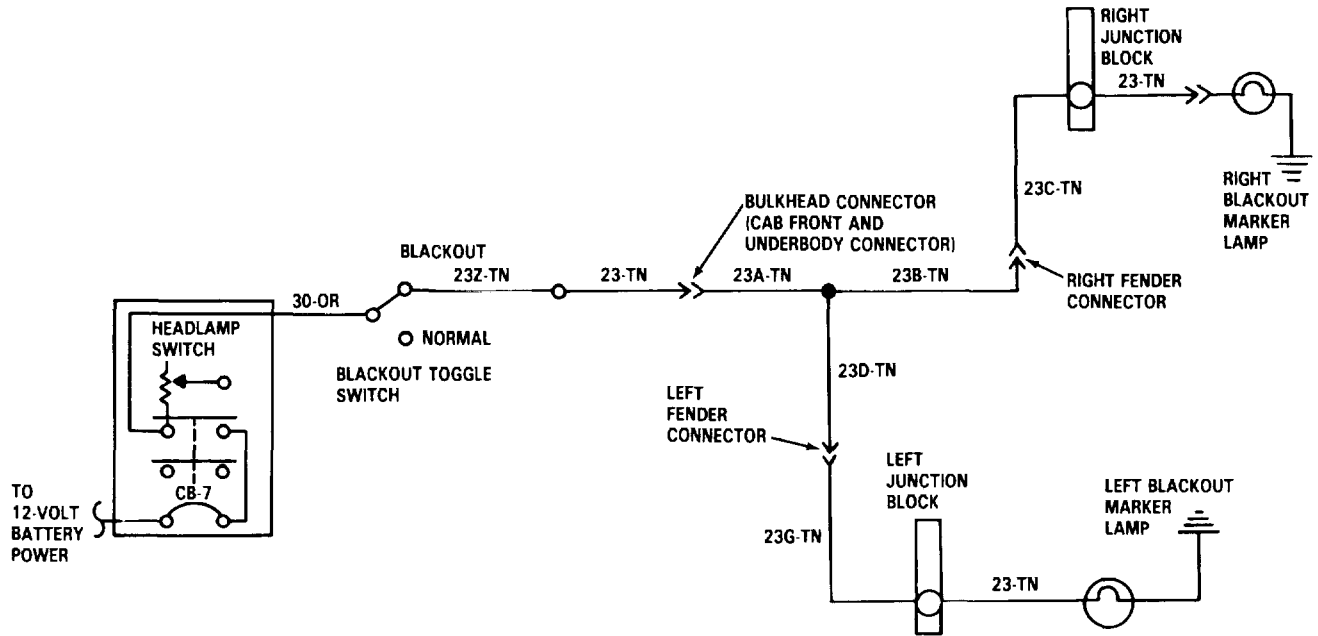 RIGHT
JUNCTION
BLOCK
23-TN
23C-TN
RIGHT
BLACKOUT
MARKER
LAMP
BULKHEAD CONNECTOR
(CAB FRONT AND
UNDERBODY CONNECTOR)
BLACKOUT
23Z-TN
23-TN
23A-TN
23B-TN
RIGHT FENDER
CONNECTOR
30-OR
HEADLAMP
SWITCH
NORMAL
BLACKOUT TOGGLE
SWITCH
23D-TN
LEFT
FENDER
CONNECTOR
CB-7
TO
12-VOLT
BATTERY
POWER
LEFT
JUNCTION
BLOCK
LEFT BLACKOUT
MARKER
LAMP
23G-TN
23-TN